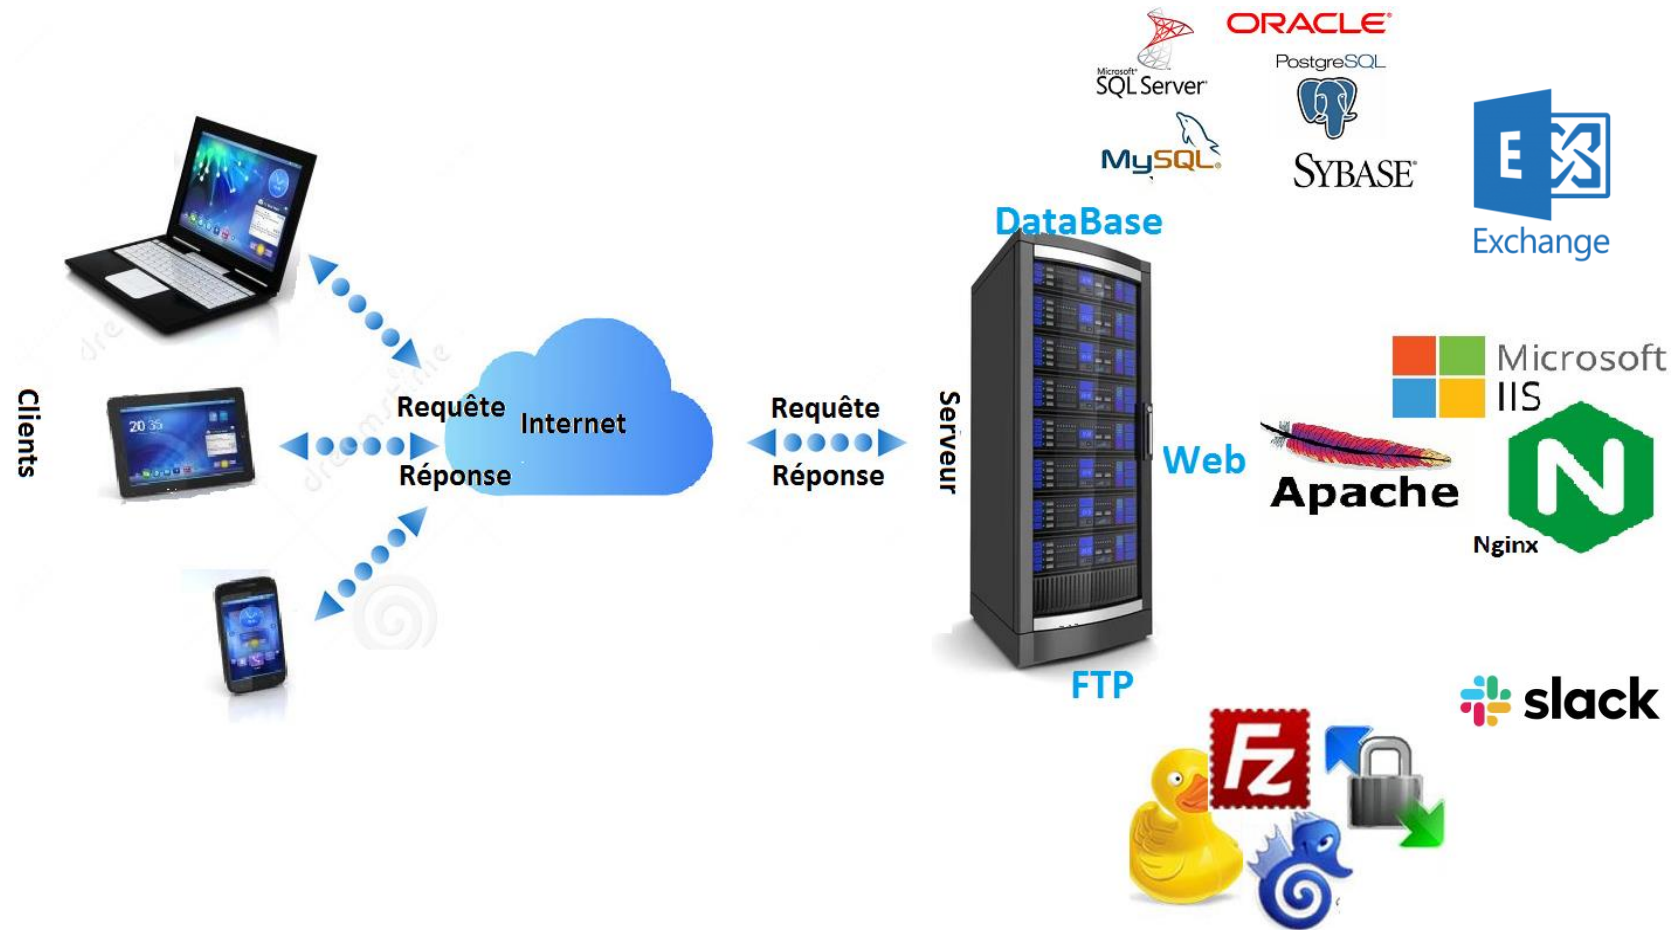 ORACLE
PostgreSQL
Microsoft
SQL Server
MySQL
SYBASE
E
Exchange
DataBase
Clients
Requête
Réponse
Internet
Requête
Réponse
Serveur
Web
Microsoft
IIS
Apache
N
Nginx
FTP
slack
Fz
20 35